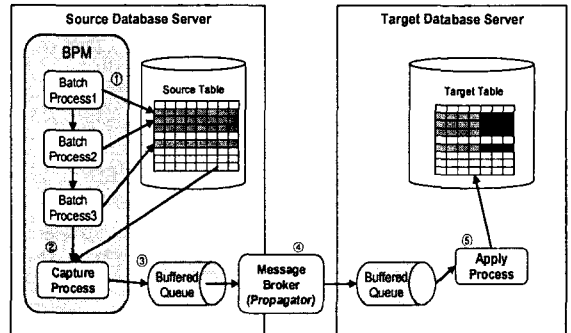 Source Database Server
Target Database Server
BPM
①
Batch
Process1
Source Table
Target Table
Batch
Process2
Batch
Process3
②
③
④
⑤
Capture
Process
Buffered
Queue
Message
Broker
(Propagator)
Buffered
Queue
Apply
Process